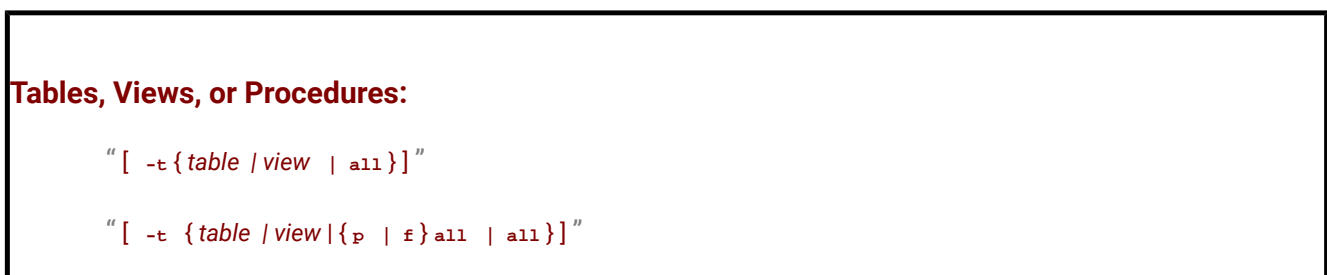 Tables, Views, or Procedures:
“[ -t{table | view | all}]”
“[ -t {table | view|{p | f}all | all}]”